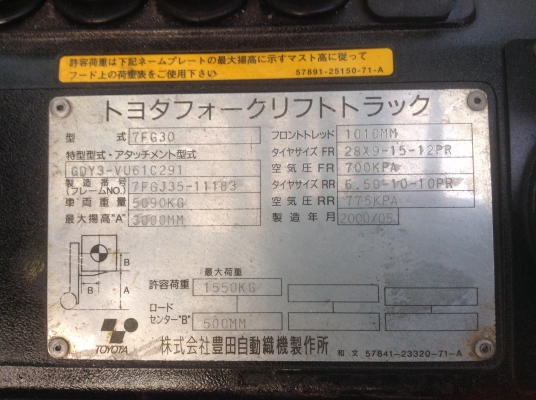 許容荷重は下記ネームプレートの最大揚高に示すマスト高に従って
フード上の荷重表をご使用下さい 57891-25150-71-A
トヨタフォークリフトトラック
型式 7FG30
特型型式・アタッチメント型式
GDY3-VU61C291
製造番号(フレームNO.) 7FGJ35-11183
車両重量 5090KG
最大揚高"A" 3000MM
フロントトレッド 1010MM
タイヤサイズ FR 28X9-15-12PR
空気圧 FR 700KPA
タイヤサイズ RR 6.50-10-10PR
空気圧 RR 775KPA
製造年月 2000/05
B
B
A
最大荷重
許容荷重 1550KG
ロードセンター"B" 500MM
TOYOTA
株式会社豊田自動織機製作所
和文 57841-23320-71-A